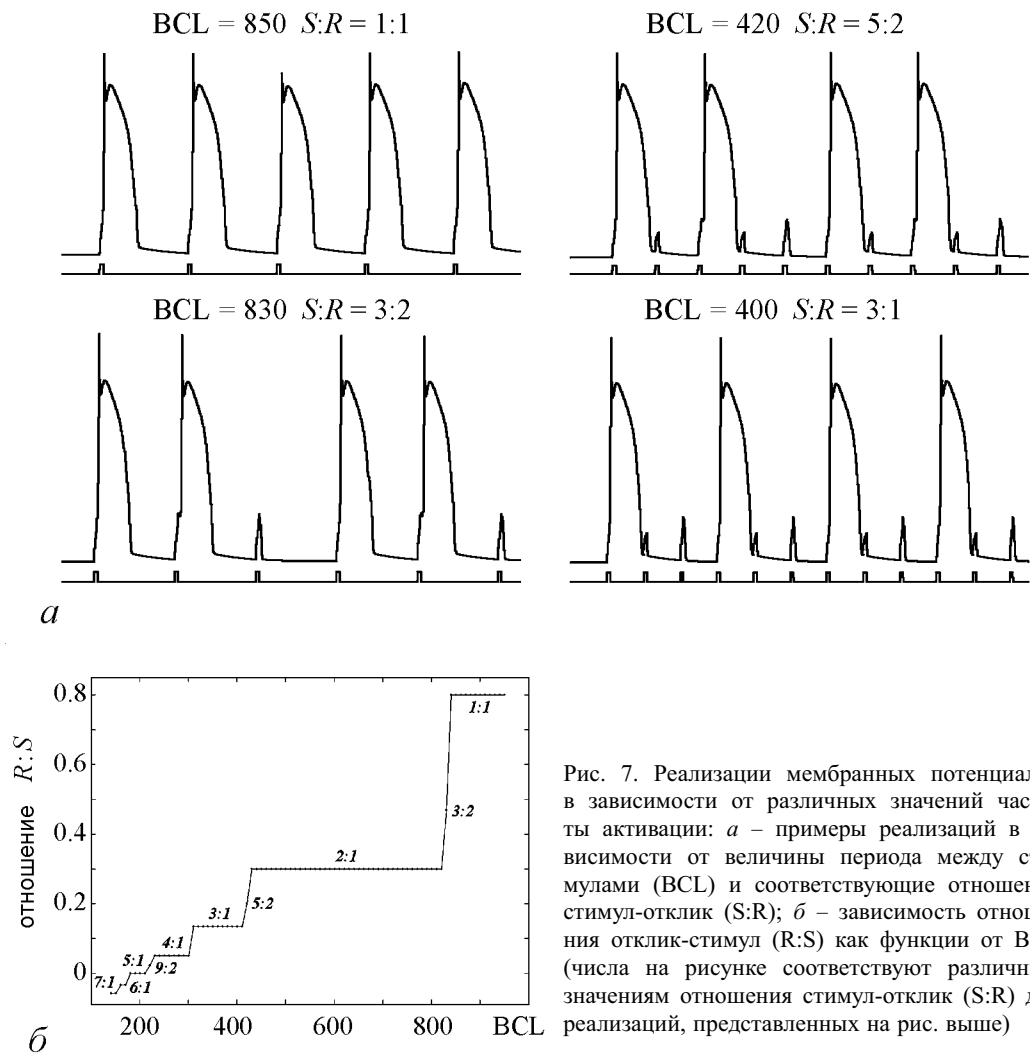 BCL = 850 S:R = 1:1
BCL = 420 S:R = 5:2
BCL = 830 S:R = 3:2
BCL = 400 S:R = 3:1
а
отношение R:S
0.8
0.6
0.4
0.2
0
1:1
3:2
2:1
5:2
3:1
4:1
9:2
5:1
6:1
7:1
200 400 600 800 BCL
б
Рис. 7. Реализации мембранных потенциал
в зависимости от различных значений час
ты активации: а – примеры реализаций в
висимости от величины периода между с
мулами (BCL) и соответствующие отношен
стимул-отклик (S:R); б – зависимость отнош
ния отклик-стимул (R:S) как функции от B
(числа на рисунке соответствуют различн
значениям отношения стимул-отклик (S:R) д
реализаций, представленных на рис. выше)